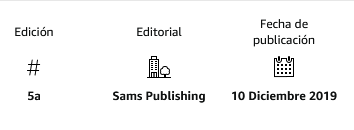 Edición
Editorial
Fecha de
publicación
#
5a
Sams Publishing
10 Diciembre 2019